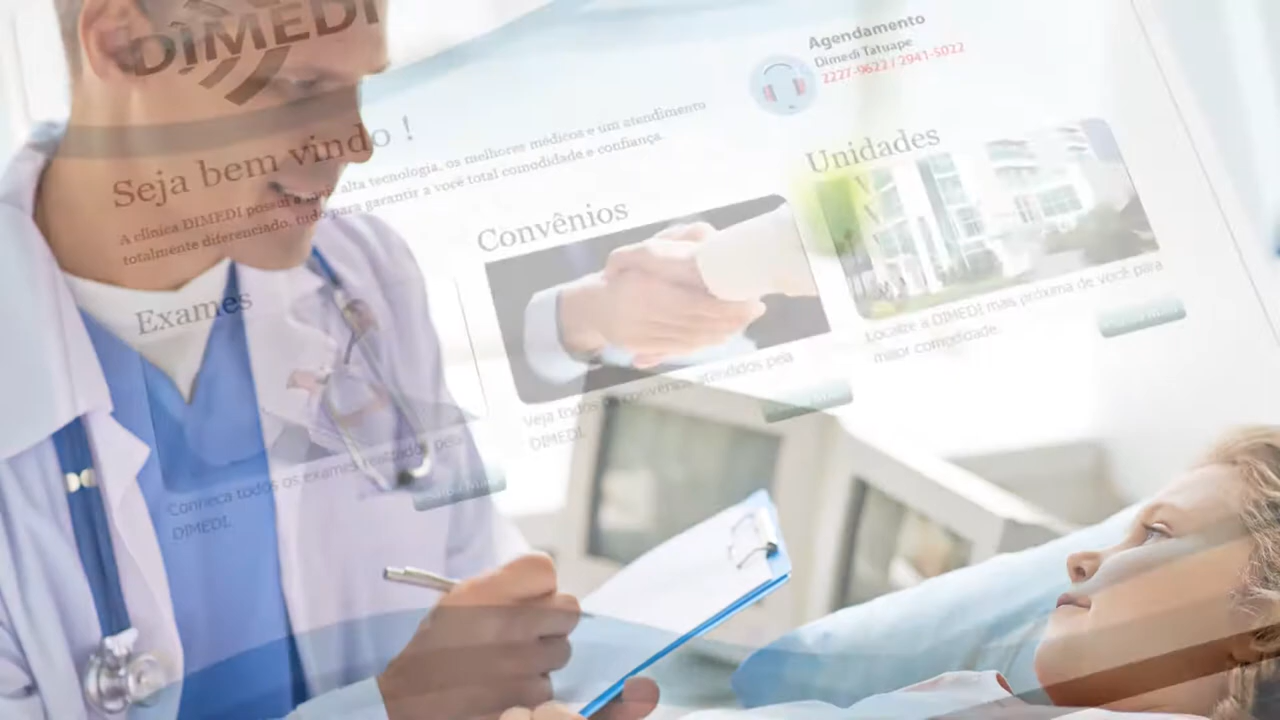 DIMEDI
Agendamento
Dimedi Tatuape
2227-9622 / 2941-5022
Seja bem vindo !
A clínica DIMEDI possui a mais alta tecnologia, os melhores médicos e um atendimento
totalmente diferenciado, tudo para garantir a você total comodidade e confiança.
Exames
Conheça todos os exames realizados pela
DIMEDI.
Convênios
Veja todos os convênios atendidos pela
DIMEDI.
Unidades
Localize a DIMEDI mais próxima de você para
maior comodidade.